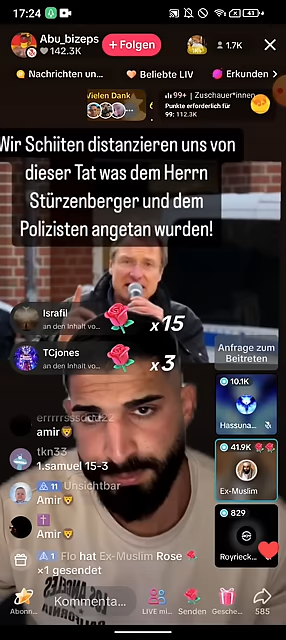 17:24
41
Abu_bizeps
142.3K
+ Folgen
1.7K
Nachrichten un...
Beliebte LIV
Erkunden
Vielen Dank
99+ | Zuschauer*innen
Punkte erforderlich für
99: 112.3K
Wir Schiiten distanzieren uns von
dieser Tat was dem Herrn
Stürzenberger und dem
Polizisten angetan wurden!
Israfil
an den Inhalt vo...
x15
TCjones
an den Inhalt vo...
x3
Anfrage zum
Beitreten
10.1K
Hassuna...
amir
tkn33
1.samuel 15-3
41.9K
Ex-Muslim
11 Unsichtbar
Amir
Amir
829
Royrieck...
1 Flo hat Ex-Muslim Rose
×1 gesendet
Abonn...
Kommenta...
LIVE mi...
Senden
Gesche...
585